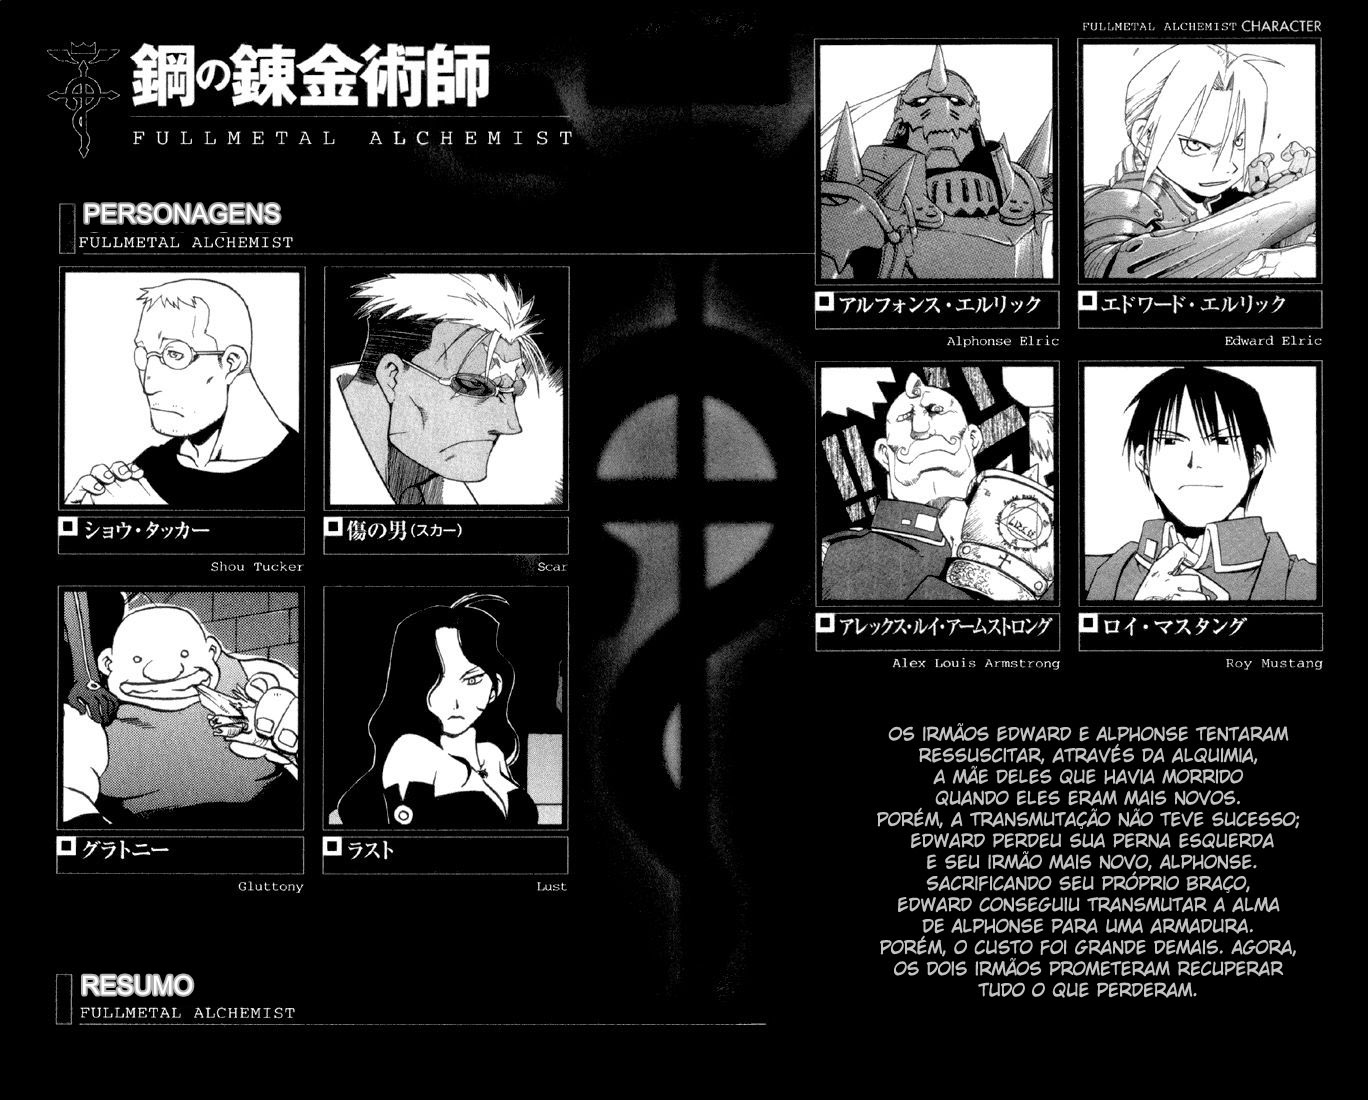 鋼の錬金術師
FULLMETAL ALCHEMIST
FULLMETAL ALCHEMIST CHARACTER
PERSONAGENS
FULLMETAL ALCHEMIST
アルフォンス・エルリック
Alphonse Elric
エドワード・エルリック
Edward Elric
ショウ・タッカー
Shou Tucker
傷の男(スカー)
Scar
アレックス・ルイ・アームストロング
Alex Louis Armstrong
ロイ・マスタング
Roy Mustang
グラトニー
Gluttony
ラスト
Lust
OS IRMÃOS EDWARD E ALPHONSE TENTARAM
RESSUSCITAR, ATRAVÉS DA ALQUIMIA,
A MÃE DELES QUE HAVIA MORRIDO
QUANDO ELES ERAM MAIS NOVOS.
PORÉM, A TRANSMUTAÇÃO NÃO TEVE SUCESSO;
EDWARD PERDEU SUA PERNA ESQUERDA
E SEU IRMÃO MAIS NOVO, ALPHONSE.
SACRIFICANDO SEU PRÓPRIO BRAÇO,
EDWARD CONSEGUIU TRANSMUTAR A ALMA
DE ALPHONSE PARA UMA ARMADURA.
PORÉM, O CUSTO FOI GRANDE DEMAIS. AGORA,
OS DOIS IRMÃOS PROMETERAM RECUPERAR
TUDO O QUE PERDERAM.
RESUMO
FULLMETAL ALCHEMIST